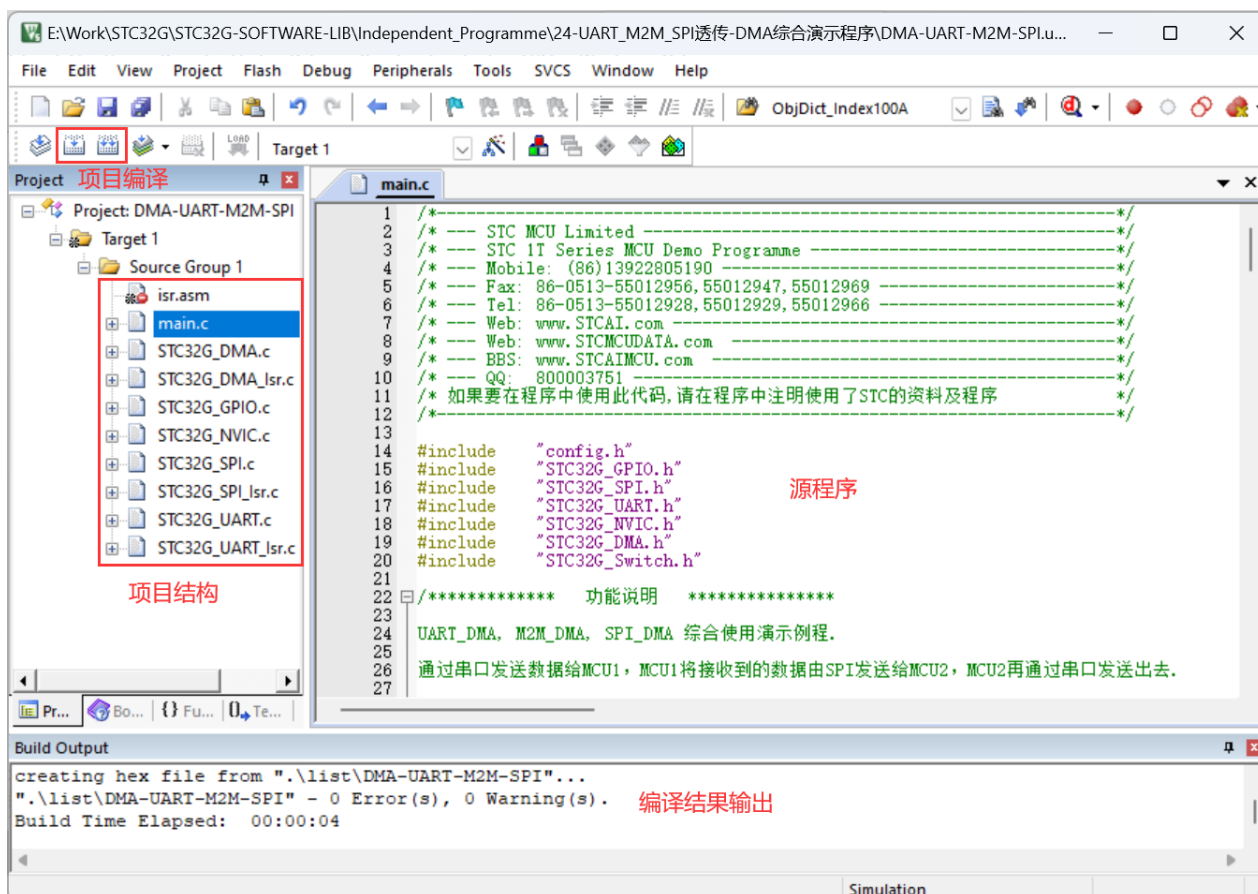 E:\Work\STC32G\STC32G-SOFTWARE-LIB\Independent_Programme\24-UART_M2M_SPI透传-DMA综合演示程序\DMA-UART-M2M-SPI.u...
File Edit View Project Flash Debug Peripherals Tools SVCS Window Help
ObjDict_Index100A
LOAD
Target 1
Project 项目编译
main.c
Project: DMA-UART-M2M-SPI
Target 1
Source Group 1
isr.asm
main.c
STC32G_DMA.c
STC32G_DMA_Isr.c
STC32G_GPIO.c
STC32G_NVIC.c
STC32G_SPI.c
STC32G_SPI_Isr.c
STC32G_UART.c
STC32G_UART_Isr.c
项目结构
Pr... Bo... {} Fu... Te...
1 /*---------------------------------------------------------------------*/
2 /* --- STC MCU Limited ------------------------------------------------*/
3 /* --- STC 1T Series MCU Demo Programme -------------------------------*/
4 /* --- Mobile: (86)13922805190 ----------------------------------------*/
5 /* --- Fax: 86-0513-55012956,55012947,55012969 ------------------------*/
6 /* --- Tel: 86-0513-55012928,55012929,55012966 ------------------------*/
7 /* --- Web: www.STCAI.com ---------------------------------------------*/
8 /* --- Web: www.STCMCUDATA.com  ---------------------------------------*/
9 /* --- BBS: www.STCAIMCU.com  -----------------------------------------*/
10 /* --- QQ:  800003751 -------------------------------------------------*/
11 /* 如果要在程序中使用此代码,请在程序中注明使用了STC的资料及程序 */
12 /*---------------------------------------------------------------------*/
13
14 #include "config.h"
15 #include "STC32G_GPIO.h"
16 #include "STC32G_SPI.h"
17 #include "STC32G_UART.h"
18 #include "STC32G_NVIC.h"
19 #include "STC32G_DMA.h"
20 #include "STC32G_Switch.h"
源程序
21
22 /************* 功能说明 ***************
23
24 UART_DMA, M2M_DMA, SPI_DMA 综合使用演示例程.
25
26 通过串口发送数据给MCU1，MCU1将接收到的数据由SPI发送给MCU2，MCU2再通过串口发送出去.
27
Build Output
creating hex file from ".\list\DMA-UART-M2M-SPI"...
".\list\DMA-UART-M2M-SPI" - 0 Error(s), 0 Warning(s).
Build Time Elapsed:  00:00:04
编译结果输出
Simulation